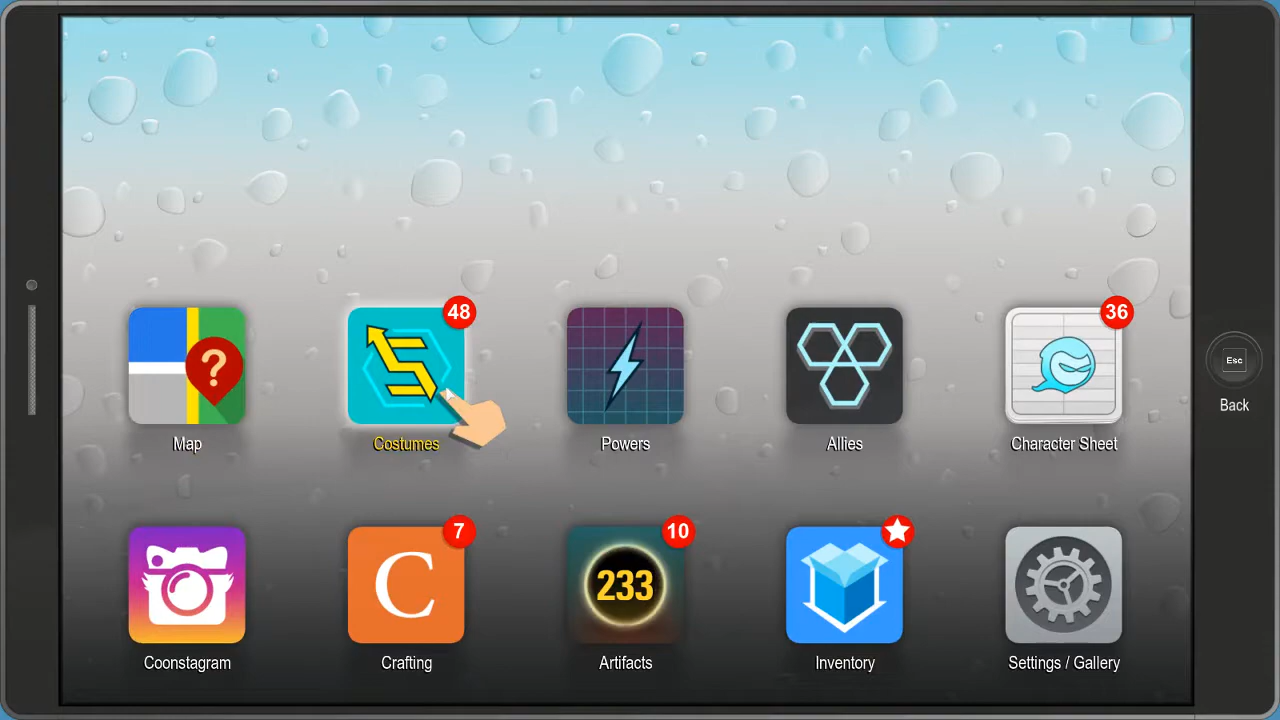 48
36
?
Esc
Back
Map
Costumes
Powers
Allies
Character Sheet
7
10
C
233
Coonstagram
Crafting
Artifacts
Inventory
Settings / Gallery